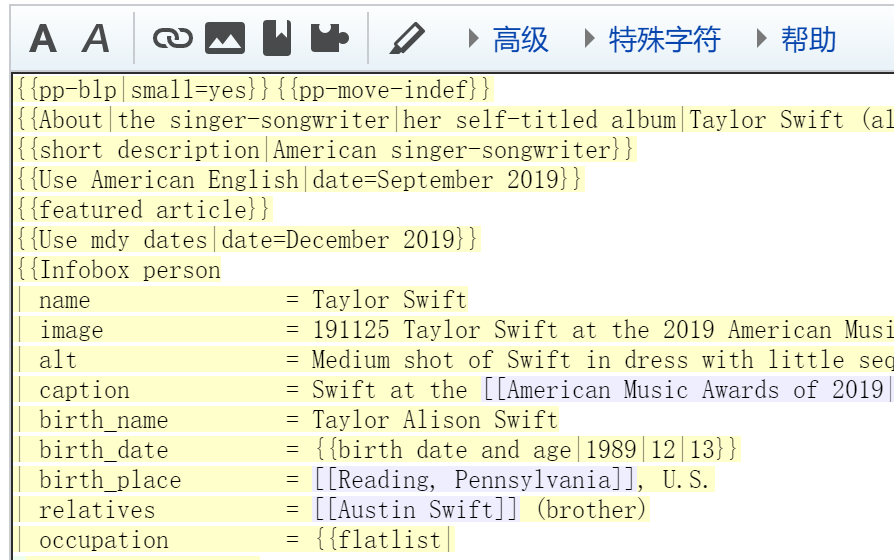 A A 高级 特殊字符 帮助
{{pp-blp|small=yes}}{{pp-move-indef}}
{{About|the singer-songwriter|her self-titled album|Taylor Swift (al
{{short description|American singer-songwriter}}
{{Use American English|date=September 2019}}
{{featured article}}
{{Use mdy dates|date=December 2019}}
{{Infobox person
| name = Taylor Swift
| image = 191125 Taylor Swift at the 2019 American Musi
| alt = Medium shot of Swift in dress with little seq
| caption = Swift at the [[American Music Awards of 2019|
| birth_name = Taylor Alison Swift
| birth_date = {{birth date and age|1989|12|13}}
| birth_place = [[Reading, Pennsylvania]], U.S.
| relatives = [[Austin Swift]] (brother)
| occupation = {{flatlist|